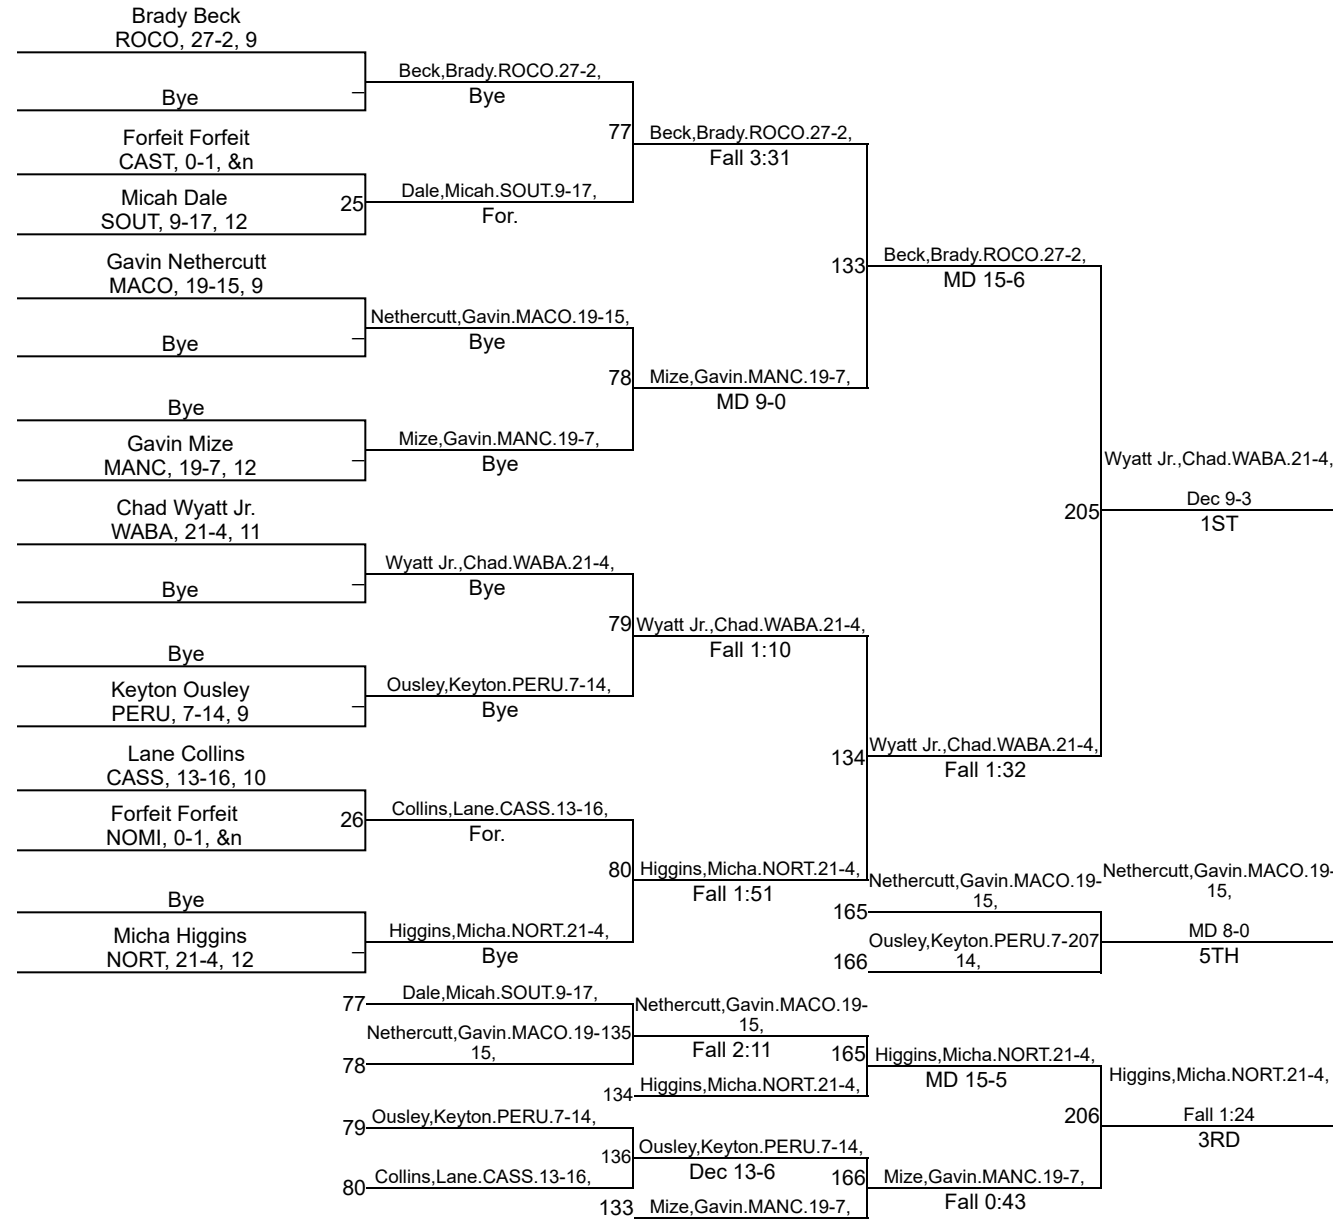 Brady Beck
ROCO, 27-2, 9
Beck,Brady.ROCO.27-2,
Bye
Bye
77
Beck,Brady.ROCO.27-2,
Fall 3:31
Forfeit Forfeit
CAST, 0-1, &n
Micah Dale
SOUT, 9-17, 12
25
Dale,Micah.SOUT.9-17,
For.
133
Beck,Brady.ROCO.27-2,
MD 15-6
Gavin Nethercutt
MACO, 19-15, 9
Nethercutt,Gavin.MACO.19-15,
Bye
Bye
78
Mize,Gavin.MANC.19-7,
MD 9-0
Bye
Gavin Mize
MANC, 19-7, 12
Mize,Gavin.MANC.19-7,
Bye
Wyatt Jr.,Chad.WABA.21-4,
205
Dec 9-3
1ST
Chad Wyatt Jr.
WABA, 21-4, 11
Wyatt Jr.,Chad.WABA.21-4,
Bye
Bye
79
Wyatt Jr.,Chad.WABA.21-4,
Fall 1:10
Bye
Keyton Ousley
PERU, 7-14, 9
Ousley,Keyton.PERU.7-14,
Bye
134
Wyatt Jr.,Chad.WABA.21-4,
Fall 1:32
Lane Collins
CASS, 13-16, 10
Forfeit Forfeit
NOMI, 0-1, &n
26
Collins,Lane.CASS.13-16,
For.
80
Higgins,Micha.NORT.21-4,
Fall 1:51
Bye
Micha Higgins
NORT, 21-4, 12
Higgins,Micha.NORT.21-4,
Bye
Nethercutt,Gavin.MACO.19-
15,
165
Ousley,Keyton.PERU.7-207
14,
166
Nethercutt,Gavin.MACO.19-
15,
MD 8-0
5TH
77
Dale,Micah.SOUT.9-17,
Nethercutt,Gavin.MACO.19-135
15,
78
Nethercutt,Gavin.MACO.19-
15,
Fall 2:11
134
Higgins,Micha.NORT.21-4,
165
Higgins,Micha.NORT.21-4,
MD 15-5
79
Ousley,Keyton.PERU.7-14,
80
Collins,Lane.CASS.13-16,
136
Ousley,Keyton.PERU.7-14,
Dec 13-6
133
Mize,Gavin.MANC.19-7,
166
Mize,Gavin.MANC.19-7,
Fall 0:43
206
Higgins,Micha.NORT.21-4,
Fall 1:24
3RD